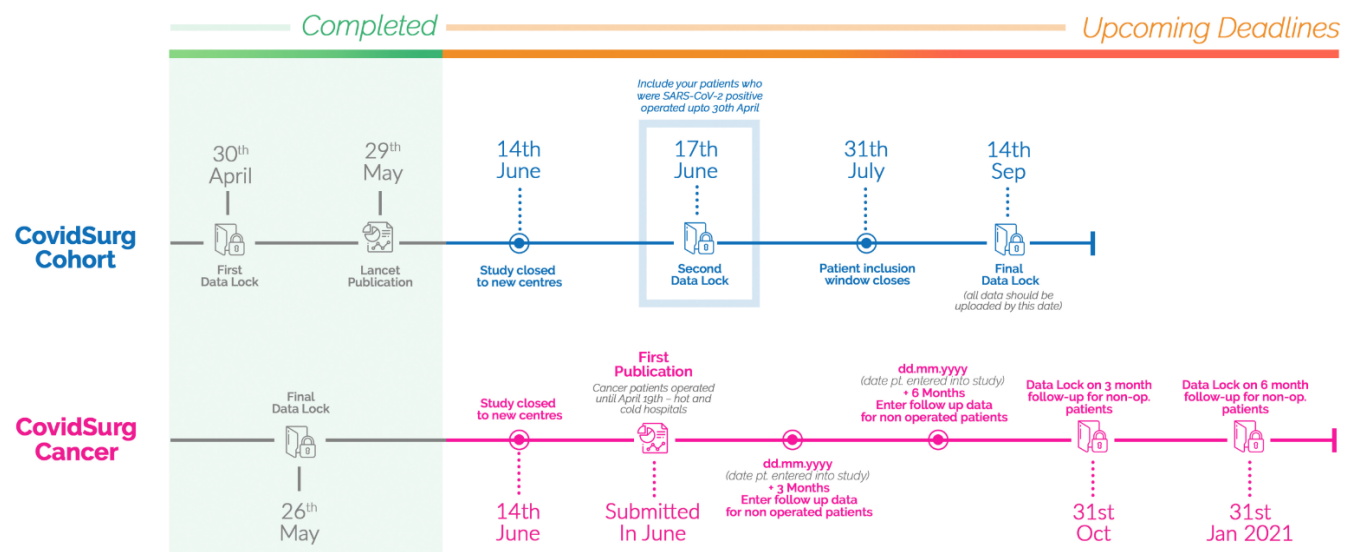 Completed
Upcoming Deadlines
Include your patients who
were SARS-CoV-2 positive
operated upto 30th April
30th
April
29th
May
14th
June
17th
June
31th
July
14th
Sep
CovidSurg
Cohort
First
Data Lock
Lancet
Publication
Study closed
to new centres
Second
Data Lock
Patient inclusion
window closes
Final
Data Lock
(all data should be
uploaded by this date)
CovidSurg
Cancer
Final
Data Lock
26th
May
Study closed
to new centres
14th
June
First
Publication
Cancer patients operated
until April 19th – hot and
cold hospitals
Submitted
In June
dd.mm.yyyy
(date pt. entered into study)
+ 3 Months
Enter follow up data
for non operated patients
dd.mm.yyyy
(date pt. entered into study)
+ 6 Months
Enter follow up data
for non operated patients
Data Lock on 3 month
follow-up for non-op.
patients
31st
Oct
Data Lock on 6 month
follow-up for non-op.
patients
31st
Jan 2021